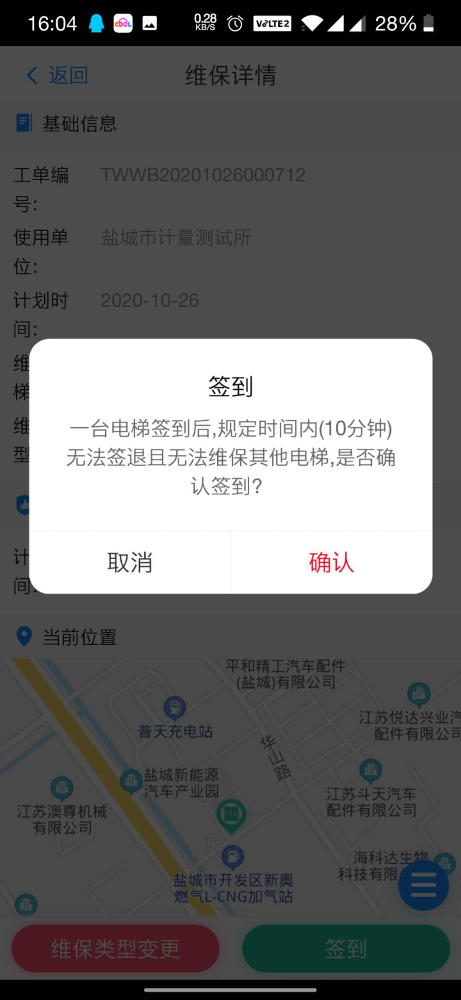 16:04
0.28
KB/S
VoLTE2
28%
返回
维保详情
基础信息
工单编号:
TWWB20201026000712
使用单位:
盐城市计量测试所
计划时间:
2020-10-26
维
梯
维
型
签到
一台电梯签到后,规定时间内(10分钟)
无法签退且无法维保其他电梯,是否确
认签到?
取消
确认
计
间:
当前位置
平和精工汽车配件
(盐城)有限公司
江苏悦达兴业汽
配件有限公司
普天充电站
华山路
盐城新能源
汽车产业园
江苏澳尊机械
有限公司
江苏斗天汽车
配件有限公司
海科达生物
科技有限
盐城市开发区新奥
燃气L-CNG加气站
维保类型变更
签到